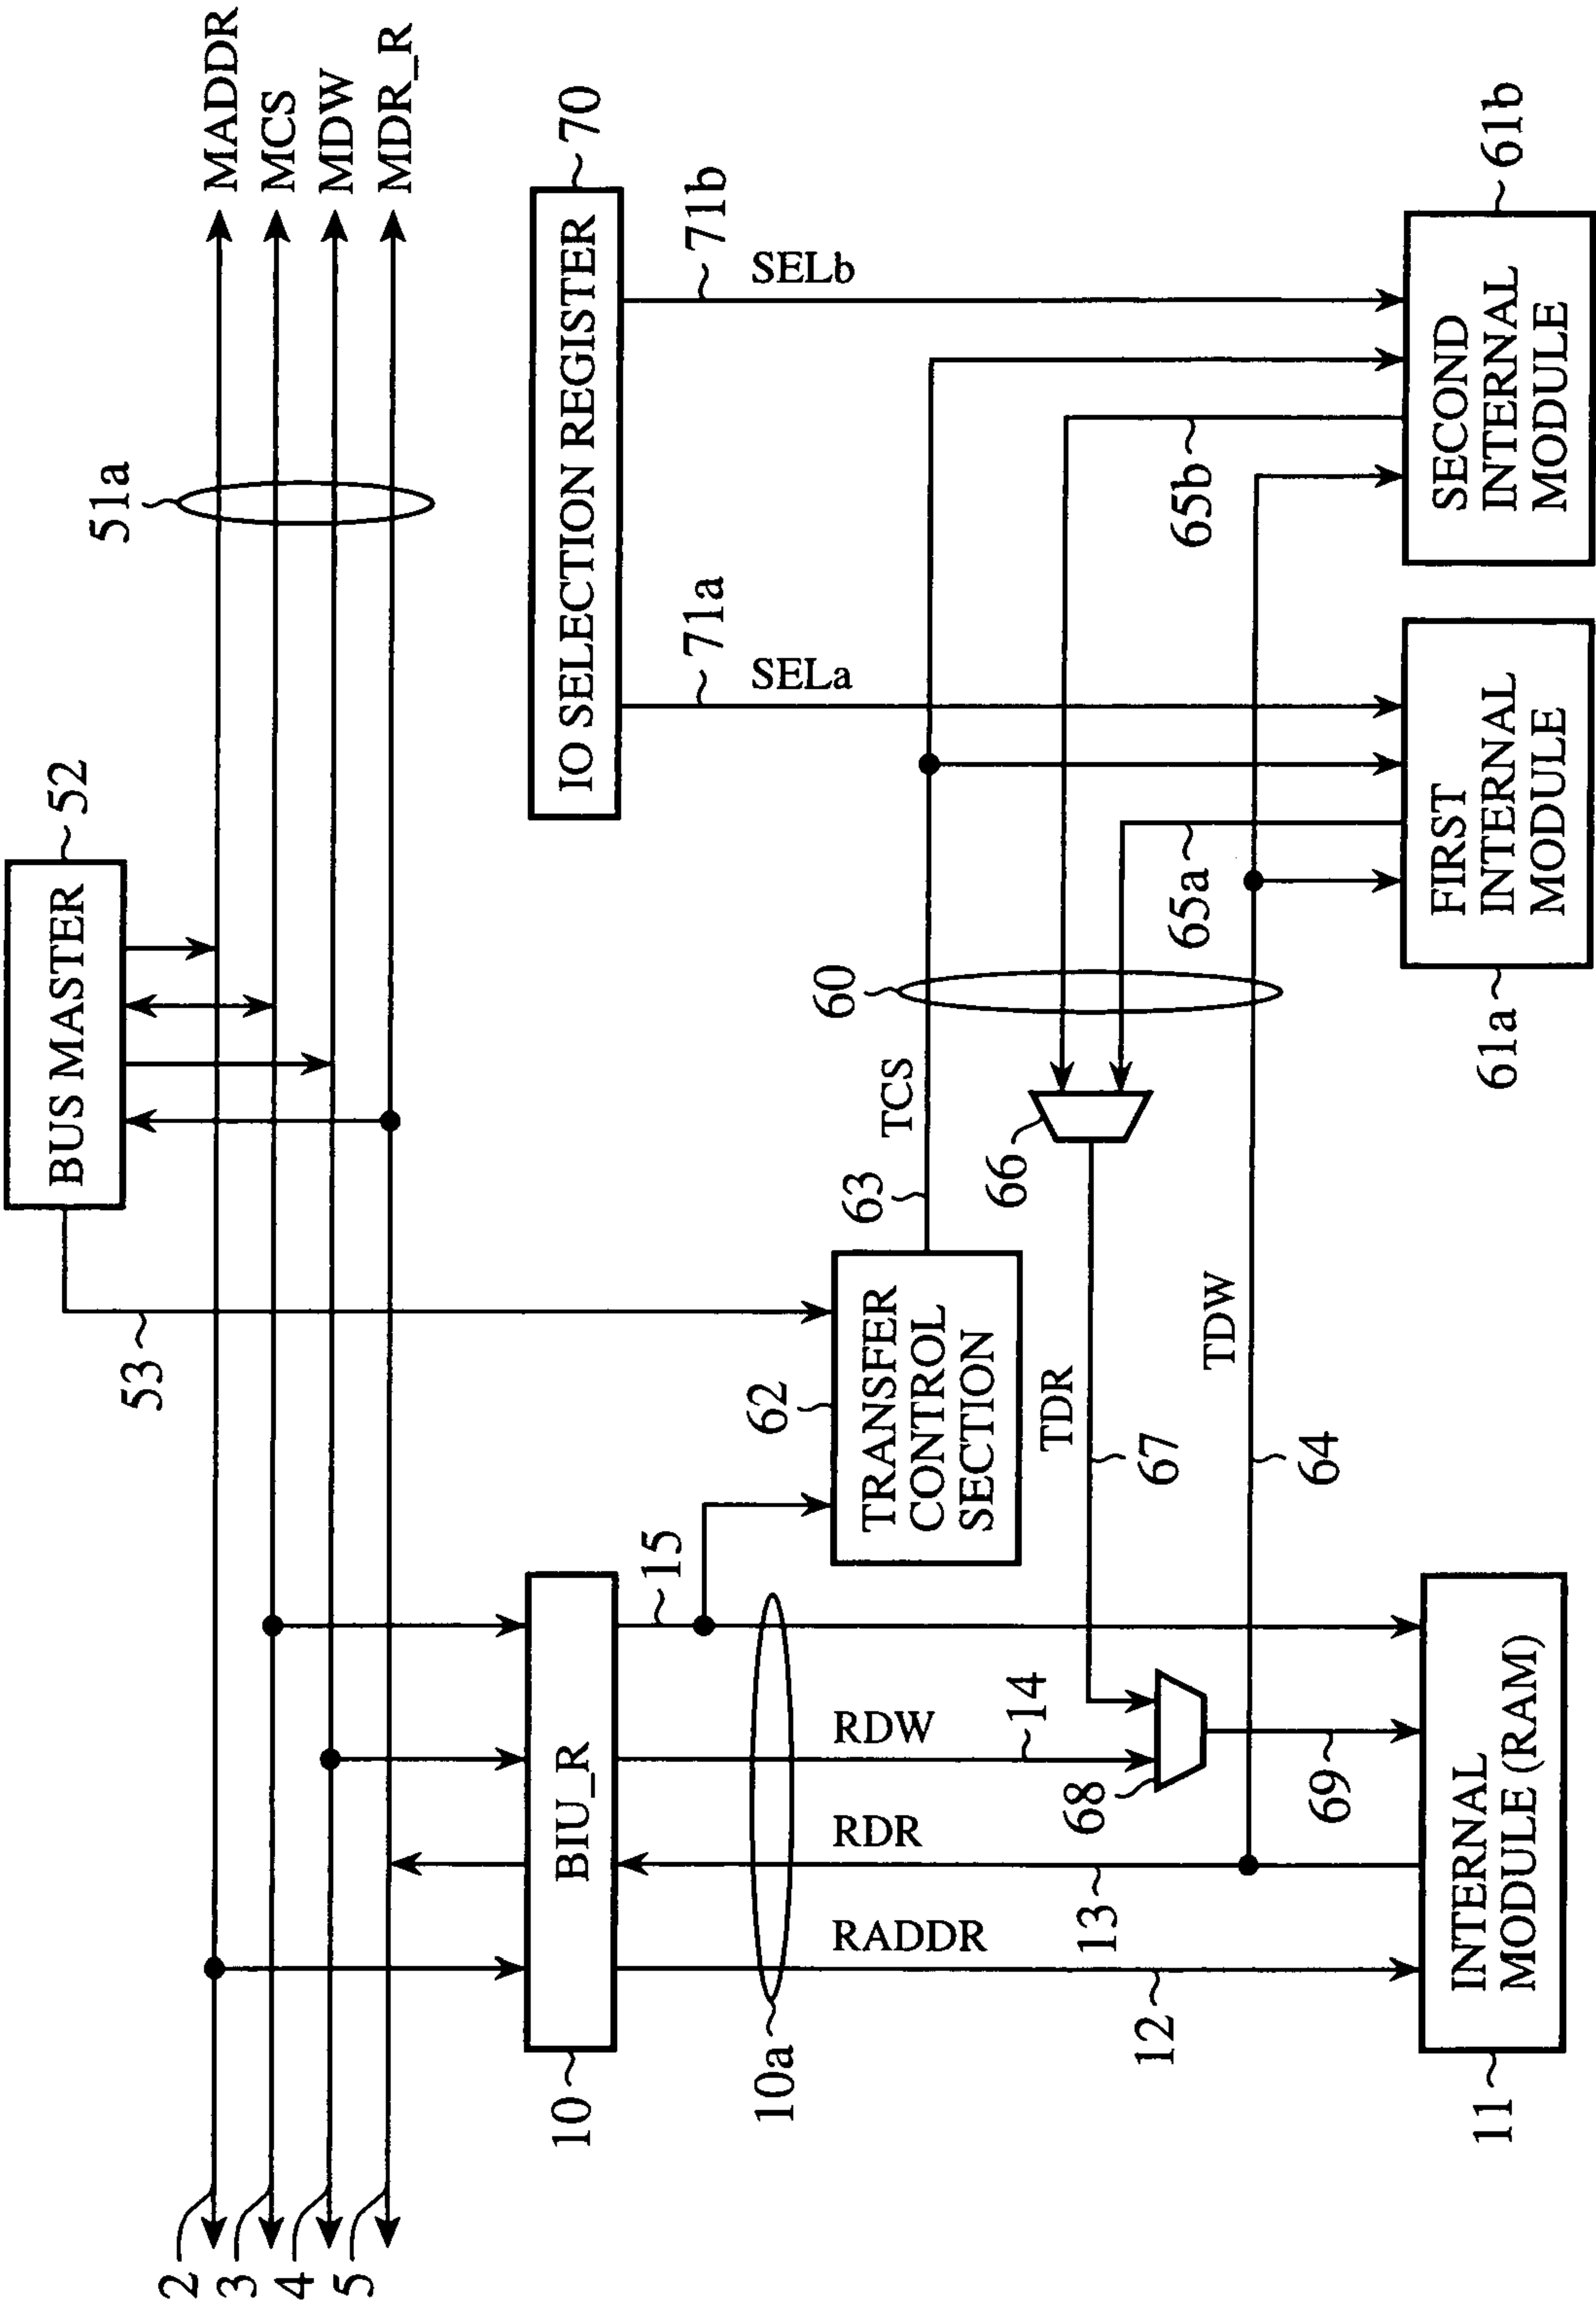 52
BUS MASTER
53
51a
MADDR
MCS
MDW
MDR_R
2
3
4
5
10
BIU_R
15
10a
62
TRANSFER
CONTROL
SECTION
63
TCS
60
IO SELECTION REGISTER
70
71a
SELa
71b
SELb
RADDR
RDR
RDW
12
13
14
68
69
TDR
67
TDW
64
66
65a
65b
11
INTERNAL
MODULE (RAM)
61a
FIRST
INTERNAL
MODULE
61b
SECOND
INTERNAL
MODULE